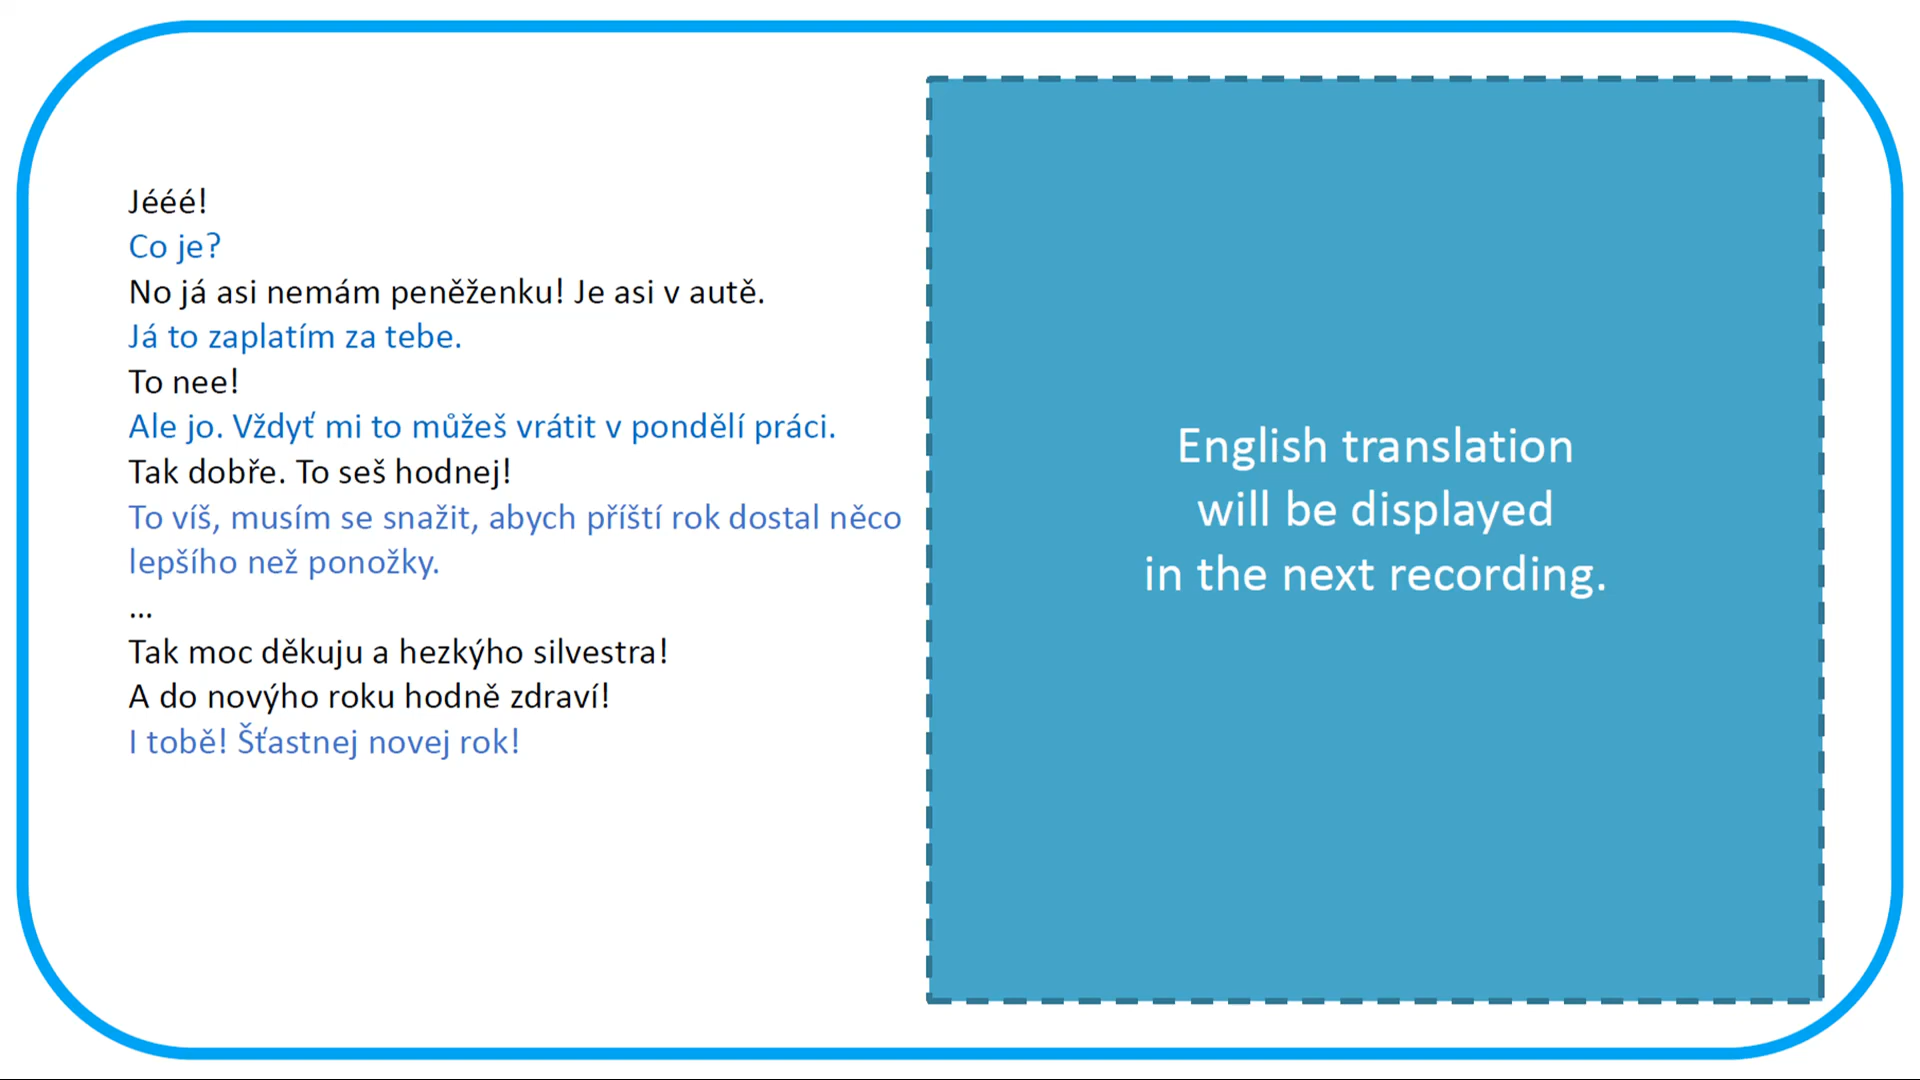 Jééé!
Co je?
No já asi nemám peněženku! Je asi v autě.
Já to zaplatím za tebe.
To nee!
Ale jo. Vždyť mi to můžeš vrátit v pondělí práci.
Tak dobře. To seš hodnej!
To víš, musím se snažit, abych příští rok dostal něco
lepšího než ponožky.
...
Tak moc děkuju a hezkýho silvestra!
A do novýho roku hodně zdraví!
I tobě! Šťastnej novej rok!
English translation
will be displayed
in the next recording.